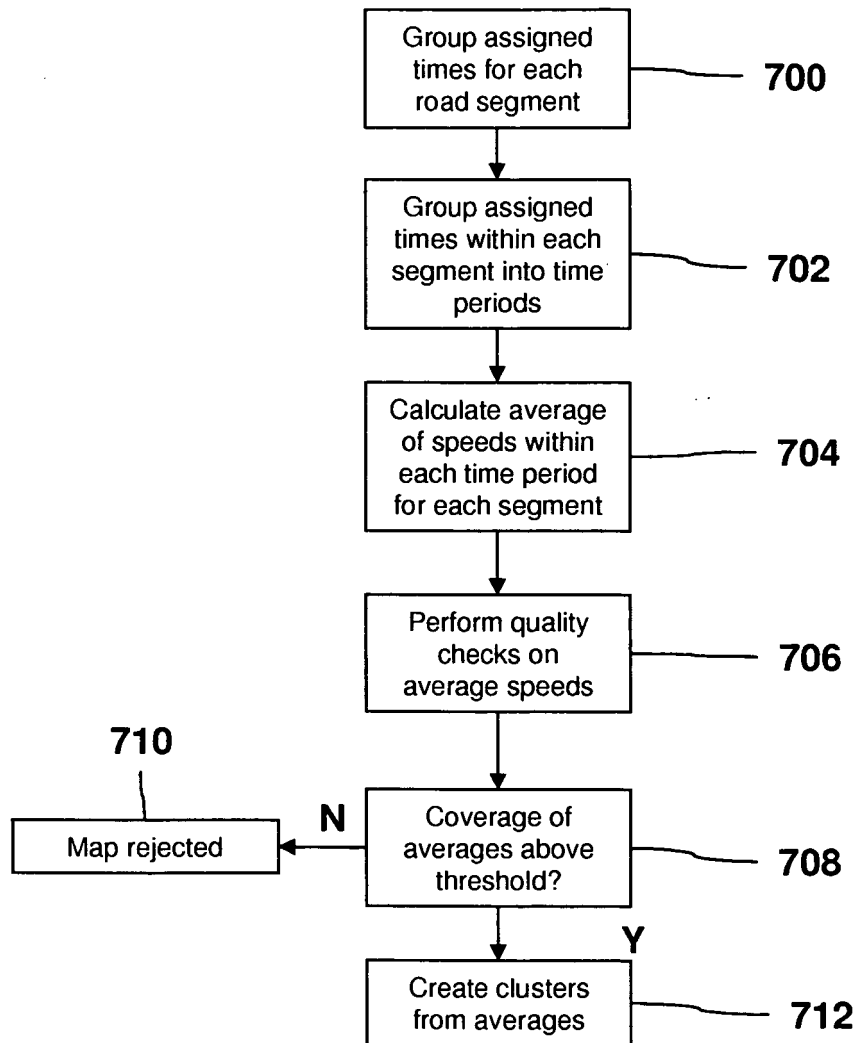 Group assigned
times for each
road segment
700
Group assigned
times within each
segment into time
periods
702
Calculate average
of speeds within
each time period
for each segment
704
Perform quality
checks on
average speeds
706
710
Map rejected
N
Coverage of
averages above
threshold?
708
Y
Create clusters
from averages
712